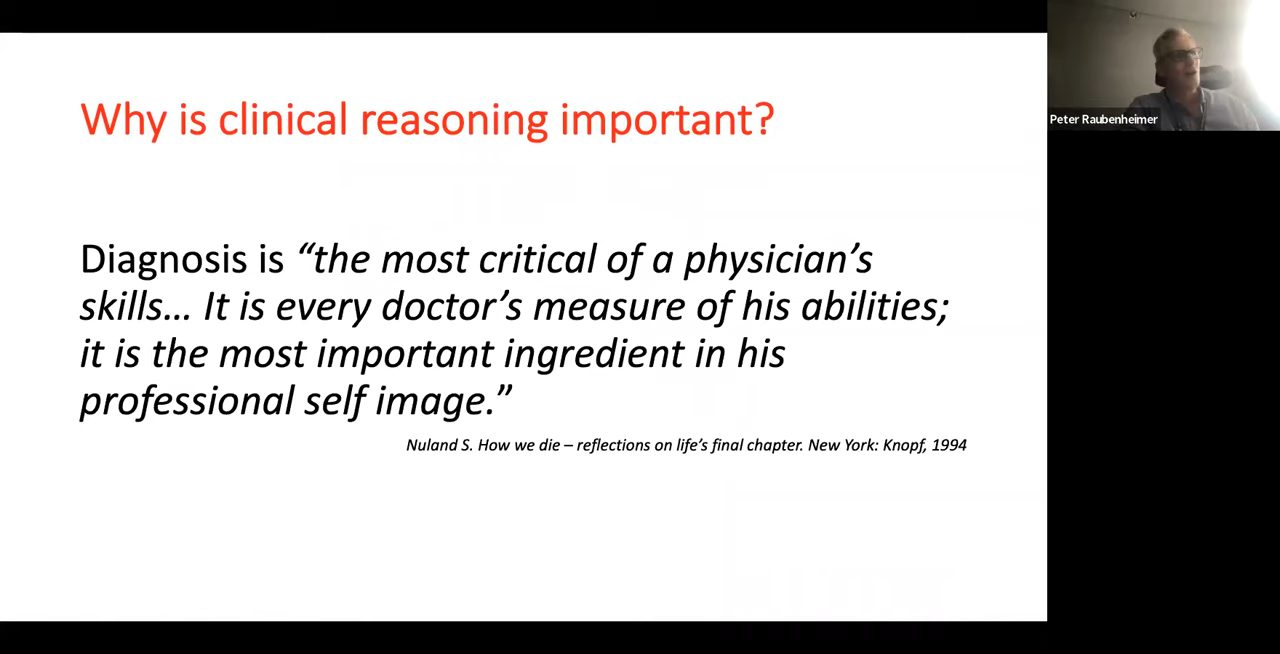 Why is clinical reasoning important?
Diagnosis is “the most critical of a physician’s
skills… It is every doctor’s measure of his abilities;
it is the most important ingredient in his
professional self image.”
Nuland S. How we die – reflections on life’s final chapter. New York: Knopf, 1994
Peter Raubenheimer